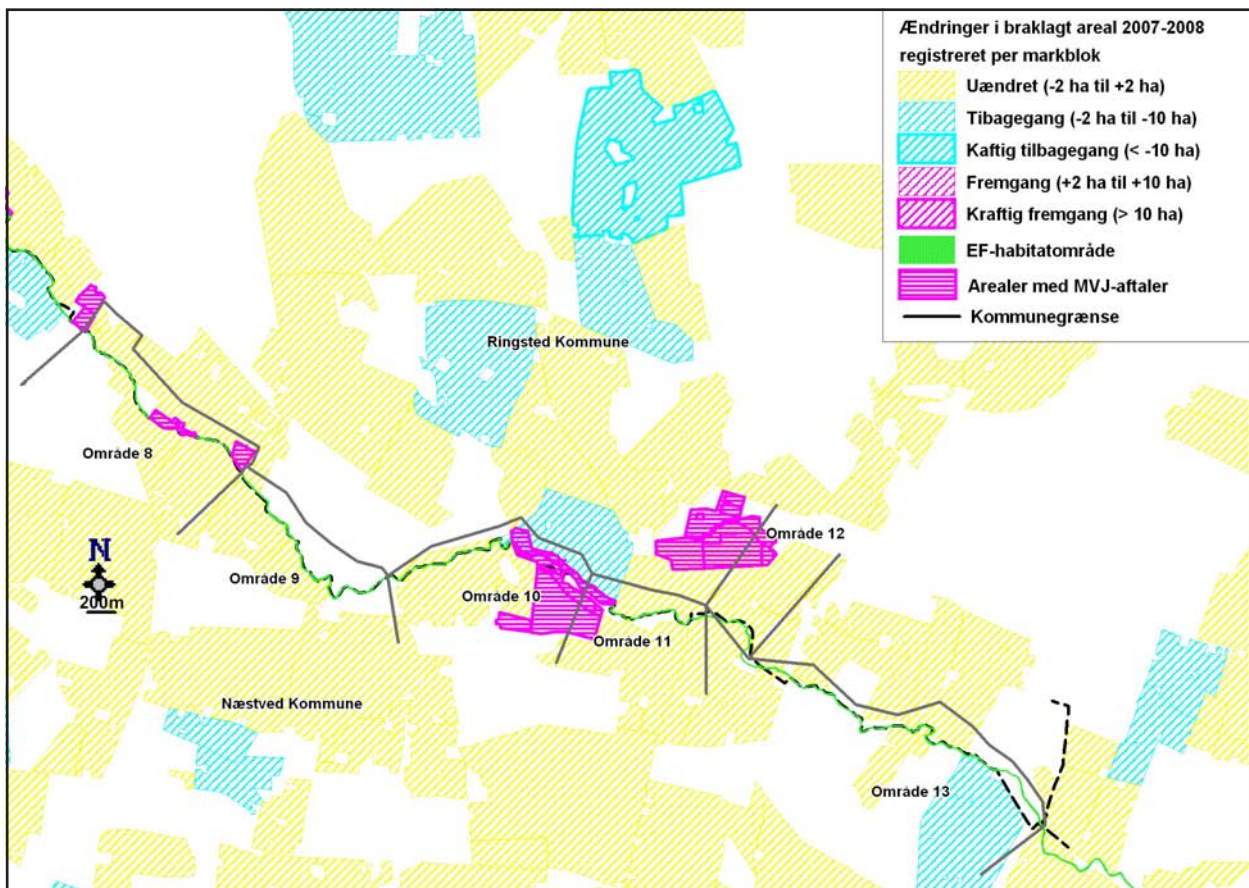 Ændringer i braklagt areal 2007-2008
registreret per markblok
Uændret (-2 ha til +2 ha)
Tibagegang (-2 ha til -10 ha)
Kaftig tilbagegang (< -10 ha)
Fremgang (+2 ha til +10 ha)
Kraftig fremgang (> 10 ha)
EF-habitatområde
Arealer med MVJ-aftaler
Kommunegrænse
Ringsted Kommune
Område 8
Område 12
N
200m
Område 9
Område 10
Område 11
Næstved Kommune
Område 13